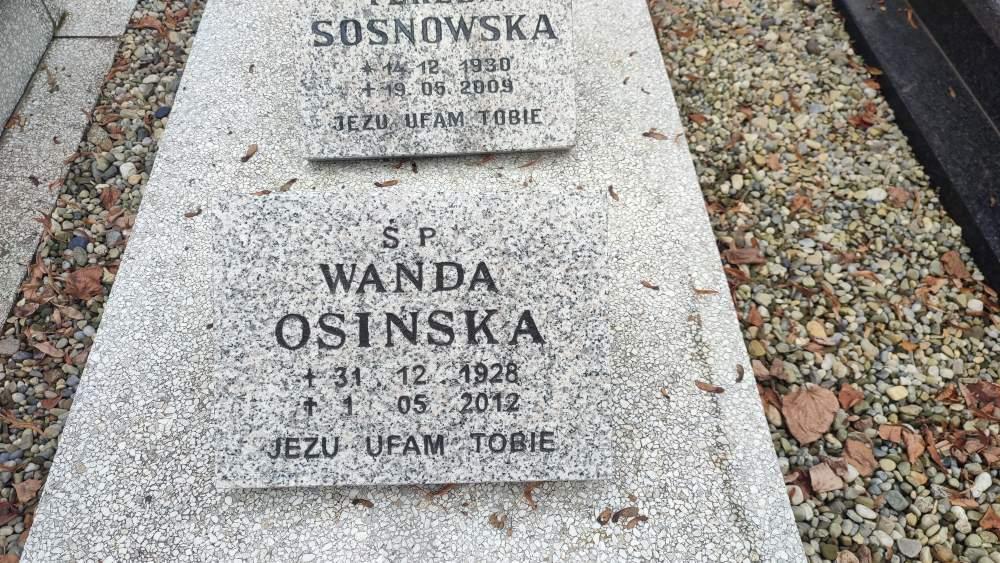 SOSNOWSKA
+ 14. 12. 1930
+ 19. 05. 2009
JEZU UFAM TOBIE
Ś P
WANDA
OSIŃSKA
+ 31 . 12 . 1928
+ 1 . 05 2012
JEZU UFAM TOBIE